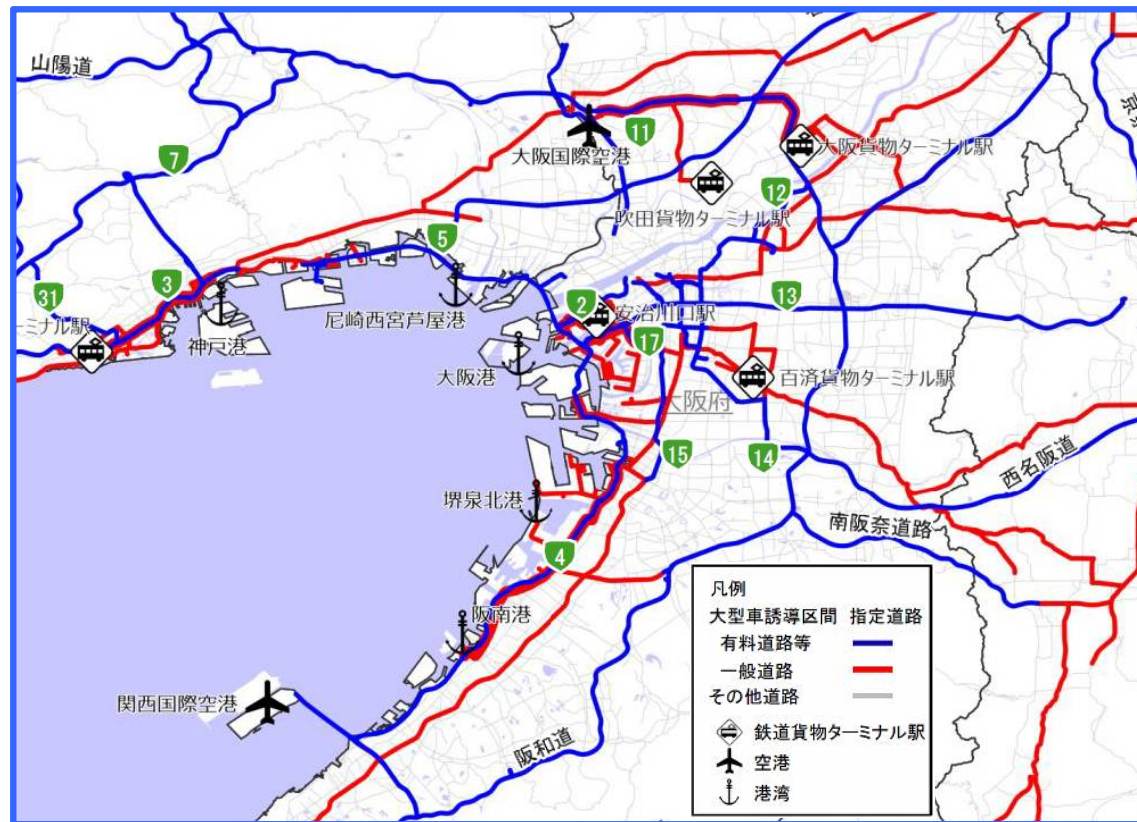 山陽道
7
11
大阪国際空港
大阪貨物ターミナル駅
12
吹田貨物ターミナル駅
5
3
31
ーミナル駅
神戸港
尼崎西宮芦屋港
2
安治川口駅
13
17
大阪港
百済貨物ターミナル駅
大阪府
15
14
西名阪道
堺泉北港
南阪奈道路
4
阪南港
関西国際空港
阪和道
凡例
大型車誘導区間 指定道路
有料道路等
一般道路
その他道路
鉄道貨物ターミナル駅
空港
港湾